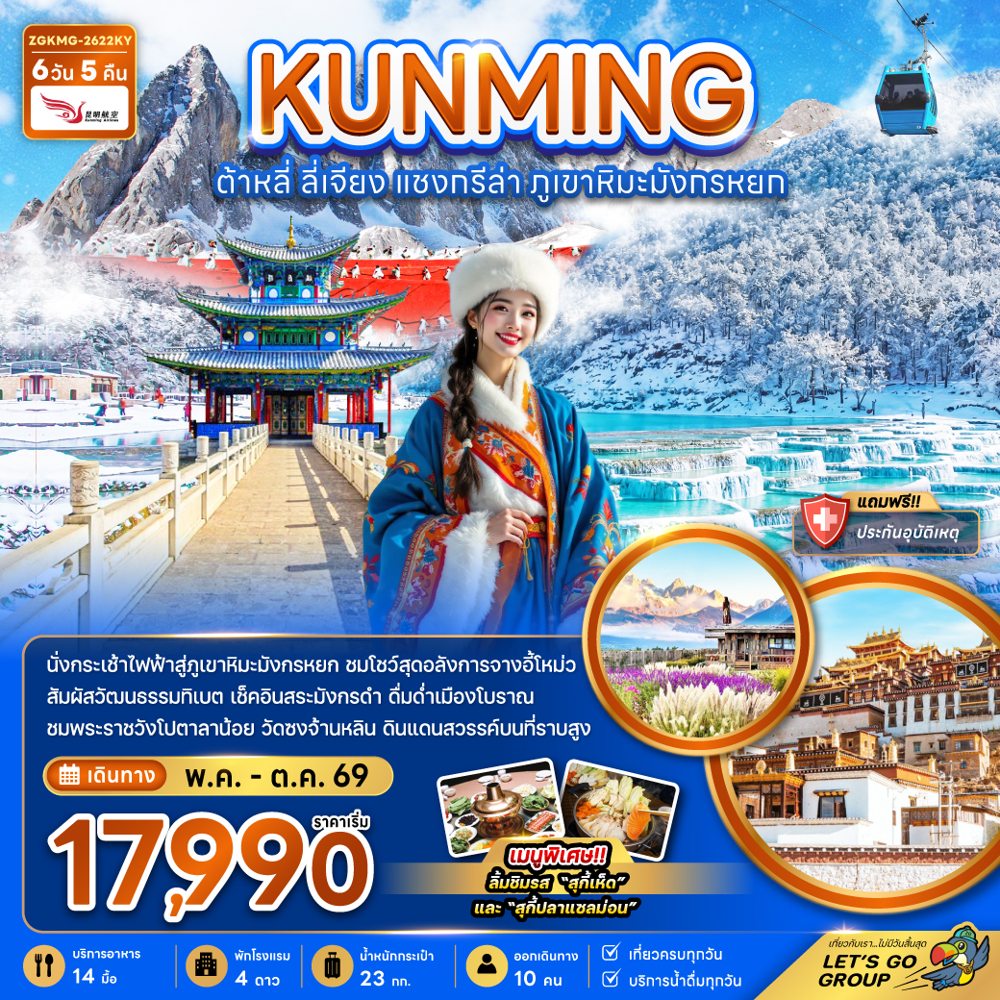 ZGKMG-2622KY
6วัน 5 คืน
昆明航空
Kunming Airlines
KUNMING
ต้าหลี่ ลี่เจียง แชงกรีล่า ภูเขาหิมะมังกรหยก
แถมฟรี!!
ประกันอุบัติเหตุ
นั่งกระเช้าไฟฟ้าสู่ภูเขาหิมะมังกรหยก ชมโชว์สุดอลังการจางอี้โหม่ว
สัมผัสวัฒนธรรมทิเบต เช็คอินสระมังกรดำ ดื่มด่ำเมืองโบราณ
ชมพระราชวังโปตาลาน้อย วัดซงจ้านหลิน ดินแดนสวรรค์บนที่ราบสูง
เดินทาง พ.ค. - ต.ค. 69
ราคาเริ่ม
17,990
เมนูพิเศษ!!
ลิ้มชิมรส "สุกี้เห็ด"
และ "สุกี้ปลาแซลม่อน"
บริการอาหาร
14 มื้อ
พักโรงแรม
4 ดาว
น้ำหนักกระเป๋า
23 กก.
ออกเดินทาง
10 คน
เที่ยวครบทุกวัน
บริการน้ำดื่มทุกวัน
เที่ยวกับเรา...ไม่มีวันสิ้นสุด
LET'S GO
GROUP